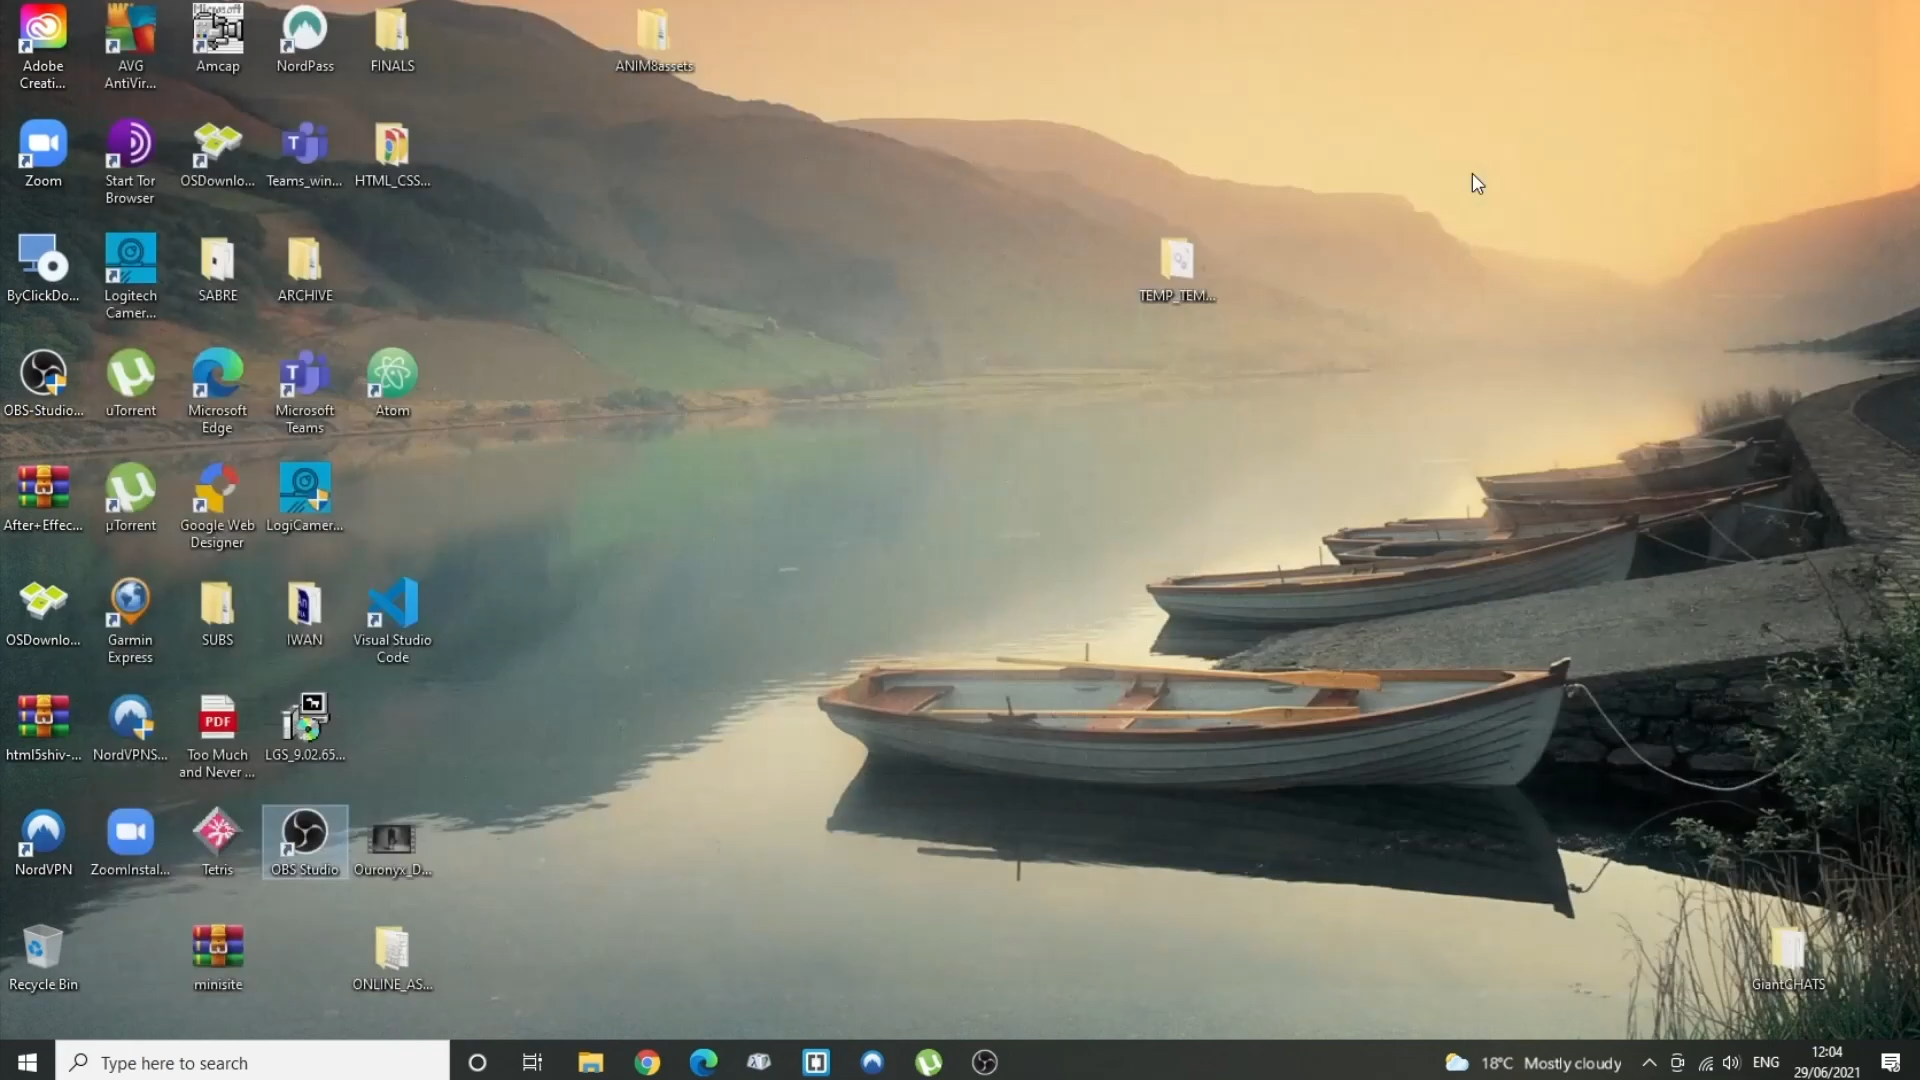 Adobe
Creati...
AVG
AntiVir...
Microsoft
Amcap
NordPass
FINALS
ANIM8assets
Zoom
Start Tor
Browser
OSDownlo...
Teams_win...
HTML_CSS...
ByClickDo...
Logitech
Camer...
SABRE
ARCHIVE
TEMP_TEM...
OBS-Studio...
uTorrent
Microsoft
Edge
Microsoft
Teams
Atom
After+Effec...
µTorrent
Google Web
Designer
LogiCamer...
OSDownlo...
Garmin
Express
SUBS
IWAN
Visual Studio
Code
html5shiv-...
NordVPNS...
PDF
Too Much
and Never ...
LGS_9.02.65...
NordVPN
ZoomInstal...
Tetris
OBS Studio
Ouronyx_D...
Recycle Bin
minisite
ONLINE_AS...
GiantCHATS
Type here to search
18°C Mostly cloudy
ENG
12:04
29/06/2021